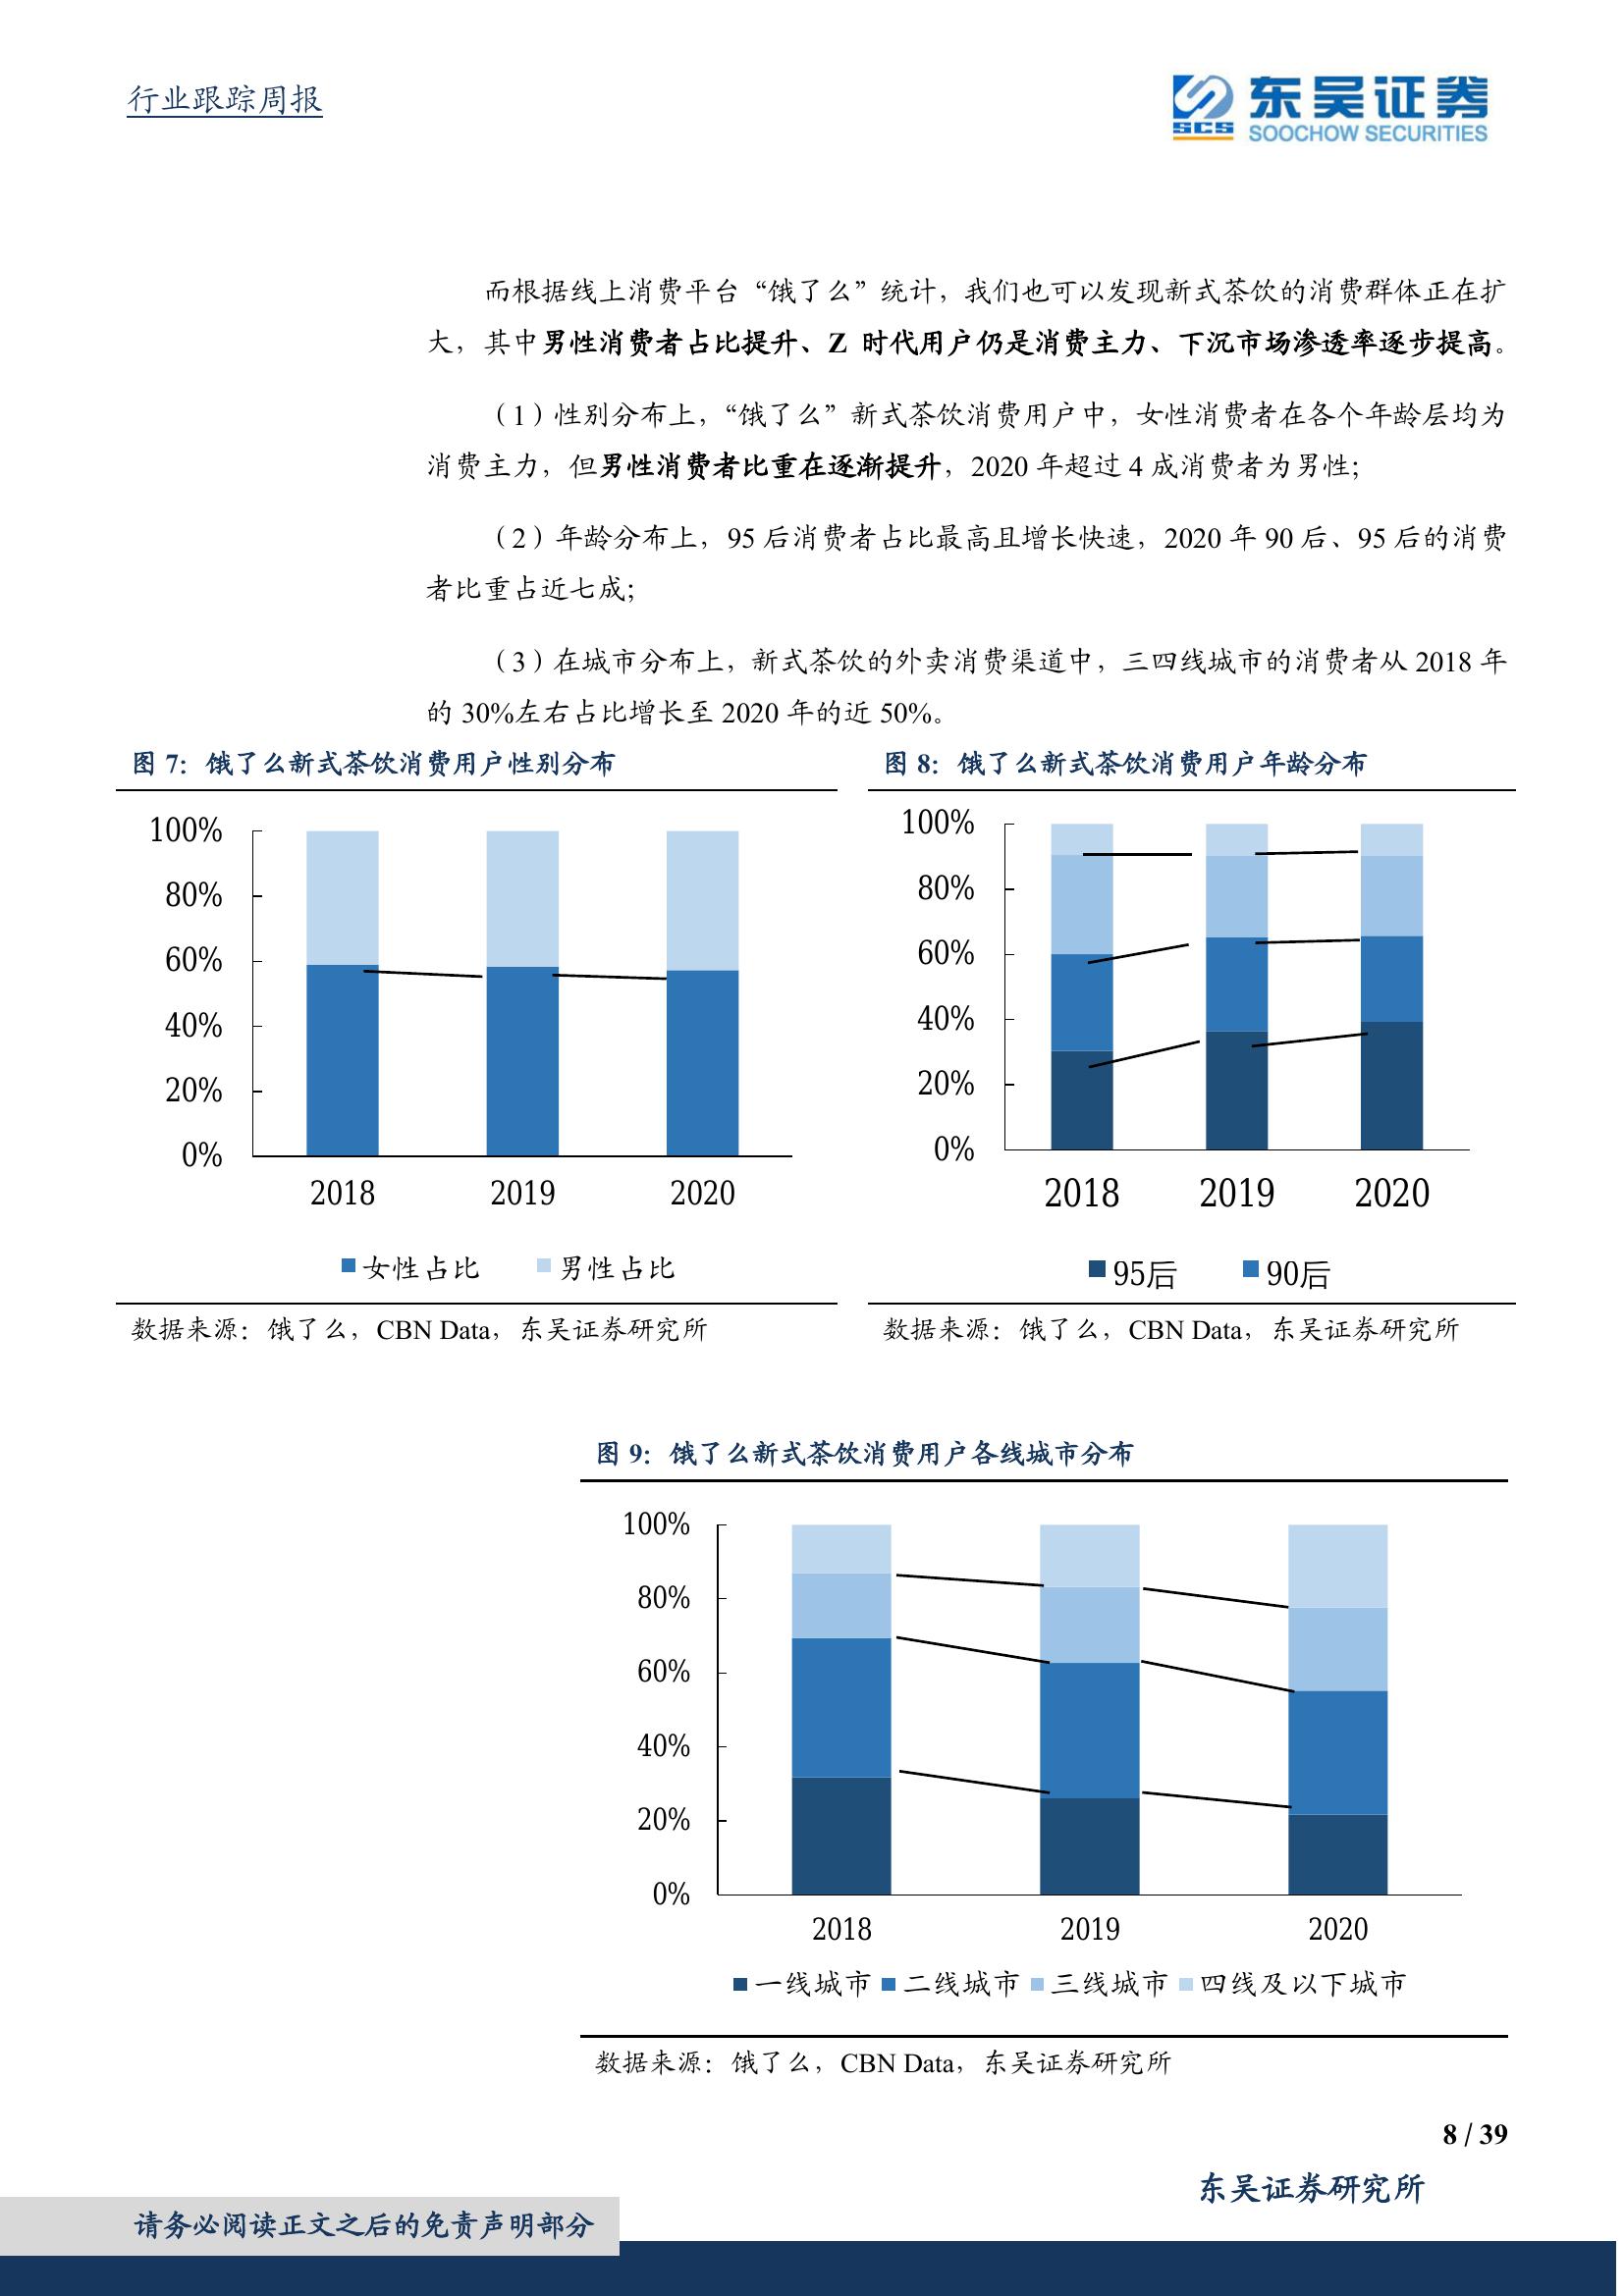 行业跟踪周报
东吴证券
SCS
SOOCHOW SECURITIES
而根据线上消费平台“饿了么”统计，我们也可以发现新式茶饮的消费群体正在扩
大，其中男性消费者占比提升、Z 时代用户仍是消费主力、下沉市场渗透率逐步提高。
（1）性别分布上，“饿了么”新式茶饮消费用户中，女性消费者在各个年龄层均为
消费主力，但男性消费者比重在逐渐提升，2020 年超过 4 成消费者为男性；
（2）年龄分布上，95 后消费者占比最高且增长快速，2020 年 90 后、95 后的消费
者比重占近七成；
（3）在城市分布上，新式茶饮的外卖消费渠道中，三四线城市的消费者从 2018 年
的 30%左右占比增长至 2020 年的近 50%。
图 7：饿了么新式茶饮消费用户性别分布
100%
80%
60%
40%
20%
0%
2018 2019 2020
女性占比 男性占比
数据来源：饿了么，CBN Data，东吴证券研究所
图 8：饿了么新式茶饮消费用户年龄分布
100%
80%
60%
40%
20%
0%
2018 2019 2020
95后 90后
数据来源：饿了么，CBN Data，东吴证券研究所
图 9：饿了么新式茶饮消费用户各线城市分布
100%
80%
60%
40%
20%
0%
2018 2019 2020
一线城市 二线城市 三线城市 四线及以下城市
数据来源：饿了么，CBN Data，东吴证券研究所
8 / 39
东吴证券研究所
请务必阅读正文之后的免责声明部分